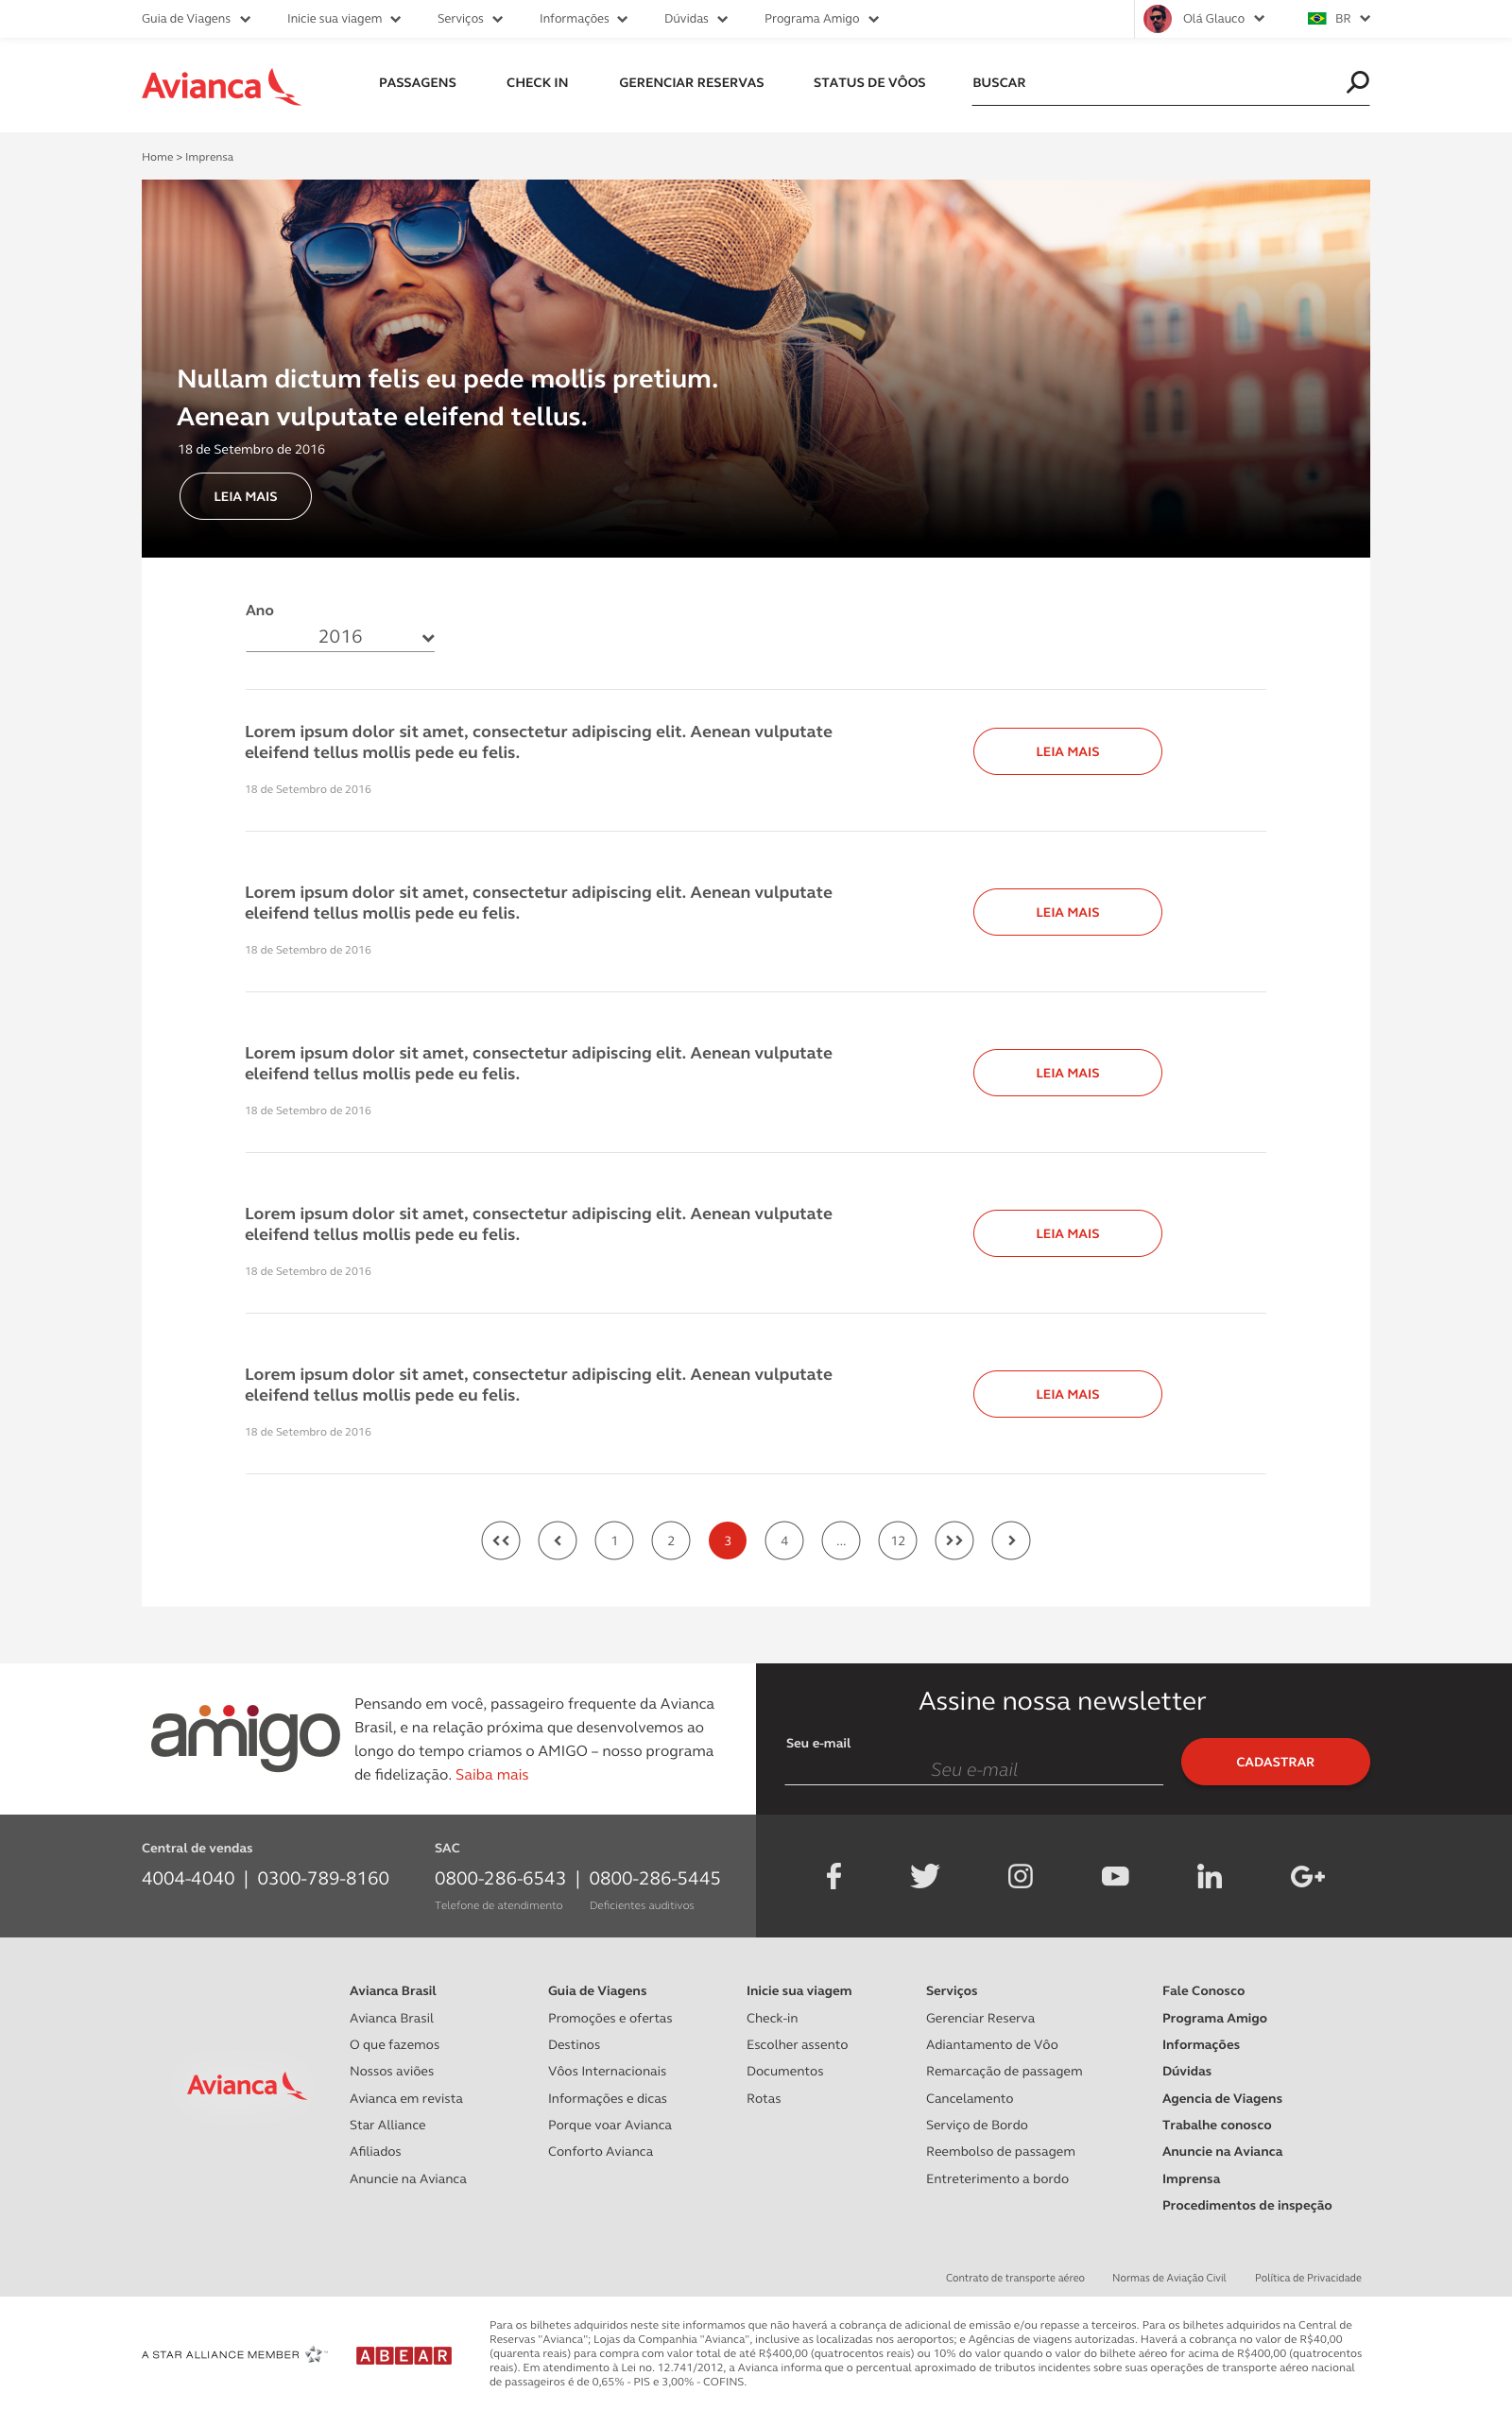 Guia de Viagens Inicie sua viagem Serviços Informações Dúvidas Programa Amigo Olá Glauco BR
Avianca PASSAGENS CHECK IN GERENCIAR RESERVAS STATUS DE VÔOS BUSCAR
Home > Imprensa
Nullam dictum felis eu pede mollis pretium.
Aenean vulputate eleifend tellus.
18 de Setembro de 2016
LEIA MAIS
Ano
2016
Lorem ipsum dolor sit amet, consectetur adipiscing elit. Aenean vulputate
eleifend tellus mollis pede eu felis.
LEIA MAIS
18 de Setembro de 2016
Lorem ipsum dolor sit amet, consectetur adipiscing elit. Aenean vulputate
eleifend tellus mollis pede eu felis.
LEIA MAIS
18 de Setembro de 2016
Lorem ipsum dolor sit amet, consectetur adipiscing elit. Aenean vulputate
eleifend tellus mollis pede eu felis.
LEIA MAIS
18 de Setembro de 2016
Lorem ipsum dolor sit amet, consectetur adipiscing elit. Aenean vulputate
eleifend tellus mollis pede eu felis.
LEIA MAIS
18 de Setembro de 2016
Lorem ipsum dolor sit amet, consectetur adipiscing elit. Aenean vulputate
eleifend tellus mollis pede eu felis.
LEIA MAIS
18 de Setembro de 2016
1 2 3 4 ... 12
amigo
Pensando em você, passageiro frequente da Avianca
Brasil, e na relação próxima que desenvolvemos ao
longo do tempo criamos o AMIGO – nosso programa
de fidelização. Saiba mais
Assine nossa newsletter
Seu e-mail
Seu e-mail
CADASTRAR
Central de vendas
4004-4040 | 0300-789-8160
SAC
0800-286-6543 | 0800-286-5445
Telefone de atendimento Deficientes auditivos
Avianca
Avianca Brasil
Avianca Brasil
O que fazemos
Nossos aviões
Avianca em revista
Star Alliance
Afiliados
Anuncie na Avianca
Guia de Viagens
Promoções e ofertas
Destinos
Vôos Internacionais
Informações e dicas
Porque voar Avianca
Conforto Avianca
Inicie sua viagem
Check-in
Escolher assento
Documentos
Rotas
Serviços
Gerenciar Reserva
Adiantamento de Vôo
Remarcação de passagem
Cancelamento
Serviço de Bordo
Reembolso de passagem
Entreterimento a bordo
Fale Conosco
Programa Amigo
Informações
Dúvidas
Agencia de Viagens
Trabalhe conosco
Anuncie na Avianca
Imprensa
Procedimentos de inspeção
Contrato de transporte aéreo Normas de Aviação Civil Política de Privacidade
A STAR ALLIANCE MEMBER
ABEAR
Para os bilhetes adquiridos neste site informamos que não haverá a cobrança de adicional de emissão e/ou repasse a terceiros. Para os bilhetes adquiridos na Central de
Reservas "Avianca"; Lojas da Companhia "Avianca", inclusive as localizadas nos aeroportos; e Agências de viagens autorizadas. Haverá a cobrança no valor de R$40,00
(quarenta reais) para compra com valor total de até R$400,00 (quatrocentos reais) ou 10% do valor quando o valor do bilhete aéreo for acima de R$400,00 (quatrocentos
reais). Em atendimento à Lei no. 12.741/2012, a Avianca informa que o percentual aproximado de tributos incidentes sobre suas operações de transporte aéreo nacional
de passageiros é de 0,65% - PIS e 3,00% - COFINS.